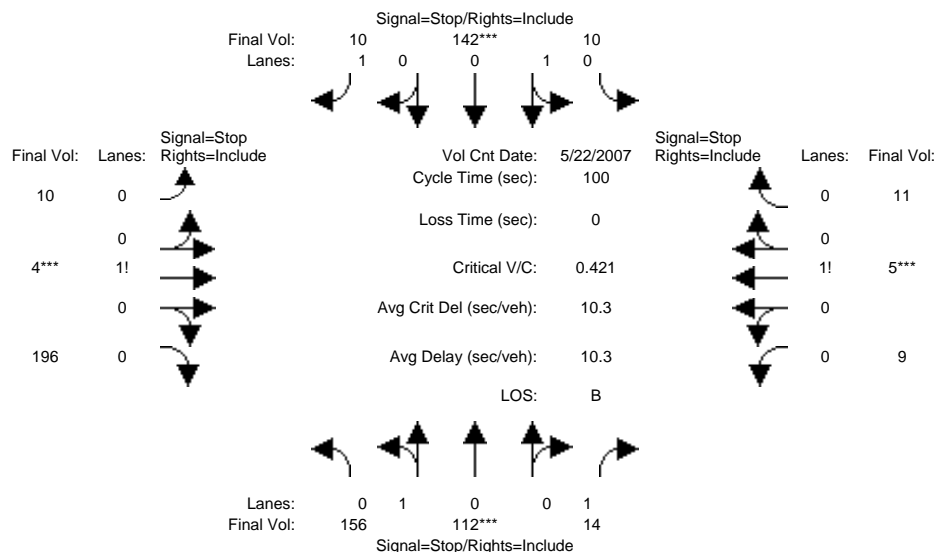 Signal=Stop/Rights=Include
Final Vol: 10 142*** 10
Lanes: 1 0 0 1 0
Signal=Stop
Final Vol: Lanes: Rights=Include
Vol Cnt Date: 5/22/2007
Signal=Stop
Rights=Include Lanes: Final Vol:
Cycle Time (sec): 100
10 0
0 11
Loss Time (sec): 0
0
0
4*** 1!
Critical V/C: 0.421
1! 5***
0
Avg Crit Del (sec/veh): 10.3
0
196 0
Avg Delay (sec/veh): 10.3
0 9
LOS: B
Lanes: 0 1 0 0 1
Final Vol: 156 112*** 14
Signal=Stop/Rights=Include